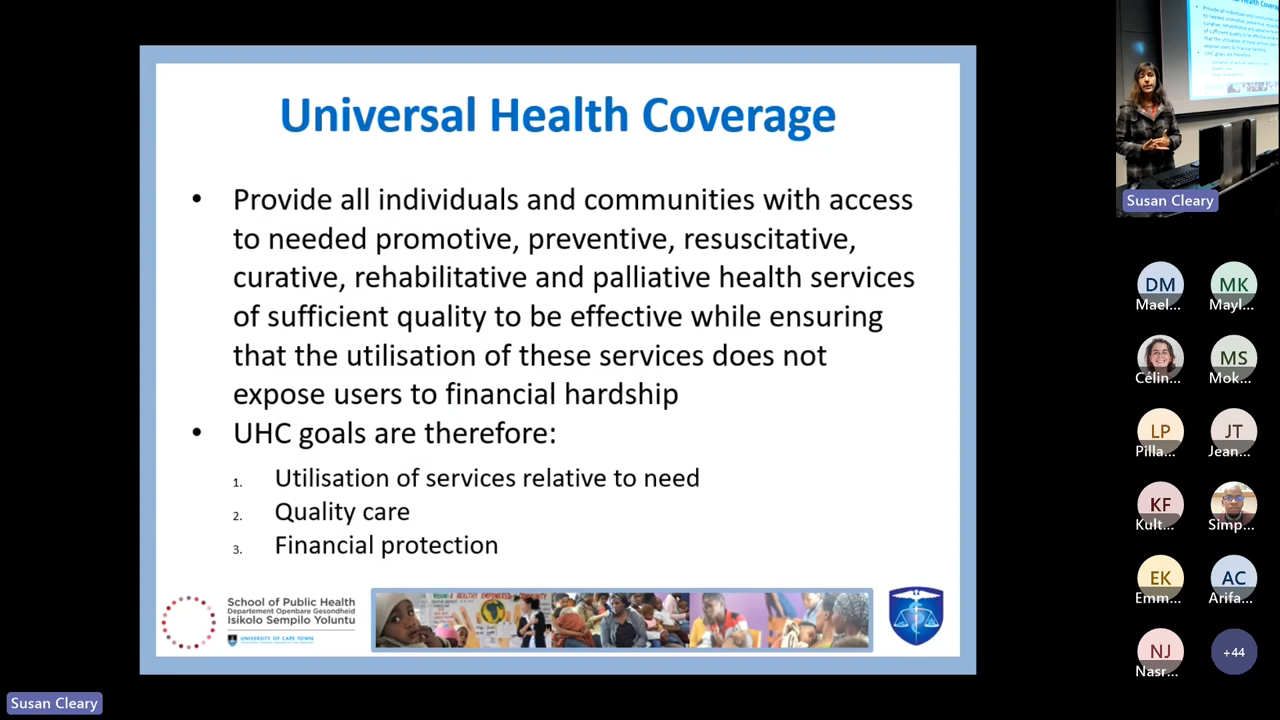 Universal Health Coverage
• Provide all individuals and communities with access
to needed promotive, preventive, resuscitative,
curative, rehabilitative and palliative health services
of sufficient quality to be effective while ensuring
that the utilisation of these services does not
expose users to financial hardship
• UHC goals are therefore:
1. Utilisation of services relative to need
2. Quality care
3. Financial protection
School of Public Health
Departement Openbare Gesondheid
Isikolo Sempilo Yoluntu
UNIVERSITY OF CAPE TOWN
Susan Cleary
Susan Cleary
DM
Mael...
MK
Mayl...
Célin...
MS
Mok...
LP
Pilla...
JT
Jean...
KF
Kult...
Simp...
EK
Emm...
AC
Arifa...
NJ
Nasr...
+44